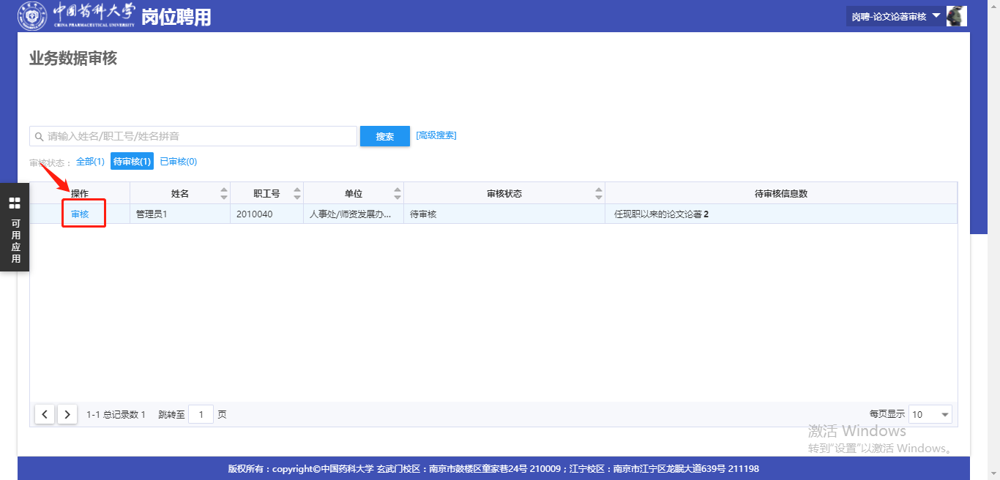 中国药科大学 岗位聘用
CHINA PHARMACEUTICAL UNIVERSITY
岗聘-论文论著审核
业务数据审核
请输入姓名/职工号/姓名拼音 搜索 [高级搜索]
审核状态： 全部(1) 待审核(1) 已审核(0)
操作 姓名 职工号 单位 审核状态 待审核信息数
审核 管理员1 2010040 人事处/师资发展办... 待审核 任现职以来的论文论著 2
可用应用
1-1 总记录数 1 跳转至 1 页 每页显示 10
激活 Windows
转到"设置"以激活 Windows。
版权所有：copyright©中国药科大学 玄武门校区：南京市鼓楼区童家巷24号 210009；江宁校区：南京市江宁区龙眠大道639号 211198